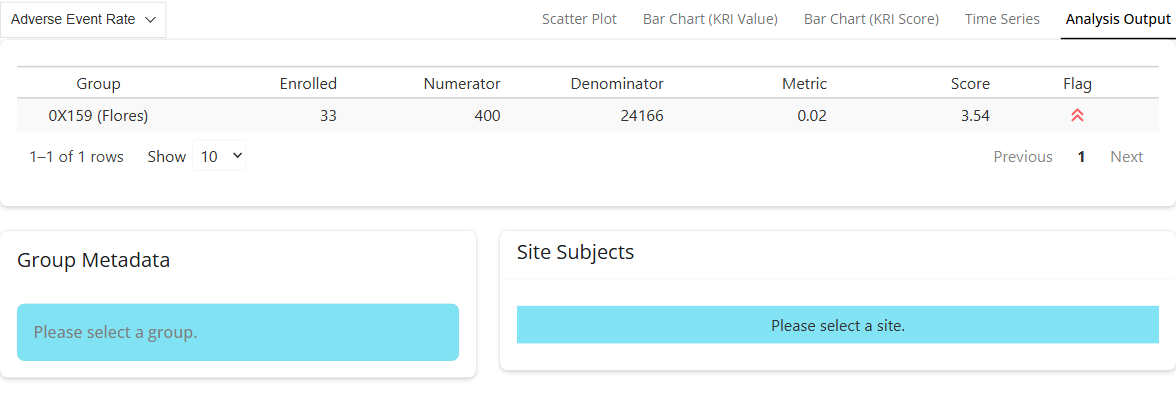 Adverse Event Rate Scatter Plot Bar Chart (KRI Value) Bar Chart (KRI Score) Time Series Analysis Output
Group Enrolled Numerator Denominator Metric Score Flag
0X159 (Flores) 33 400 24166 0.02 3.54
1–1 of 1 rows Show 10 Previous 1 Next
Group Metadata
Please select a group.
Site Subjects
Please select a site.